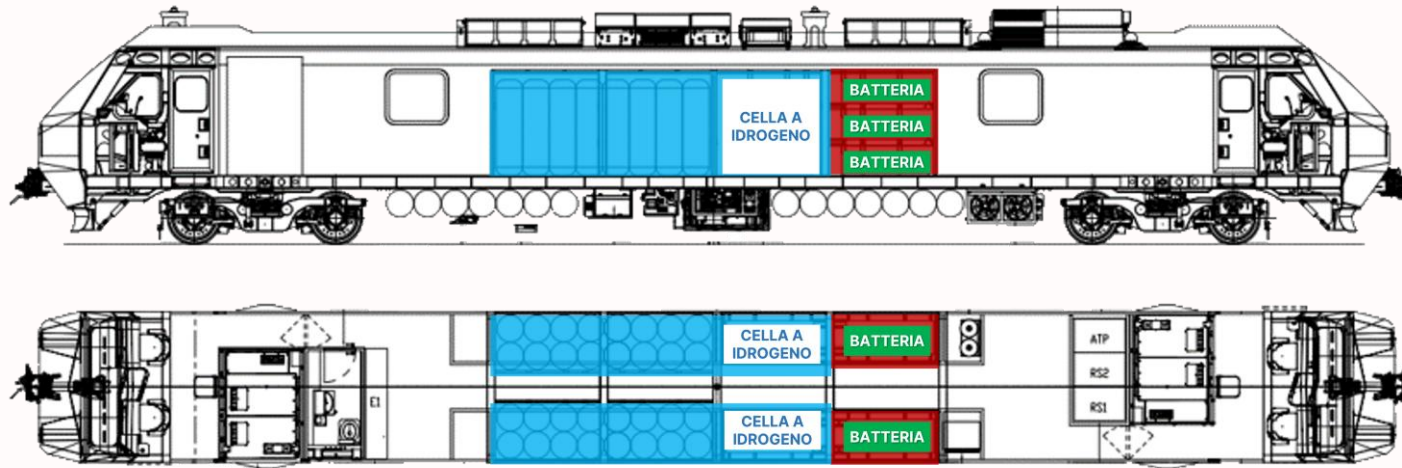 CELLA A
IDROGENO
BATTERIA
BATTERIA
BATTERIA
CELLA A
IDROGENO
BATTERIA
E1
ATP
RS2
RS1
CELLA A
IDROGENO
BATTERIA